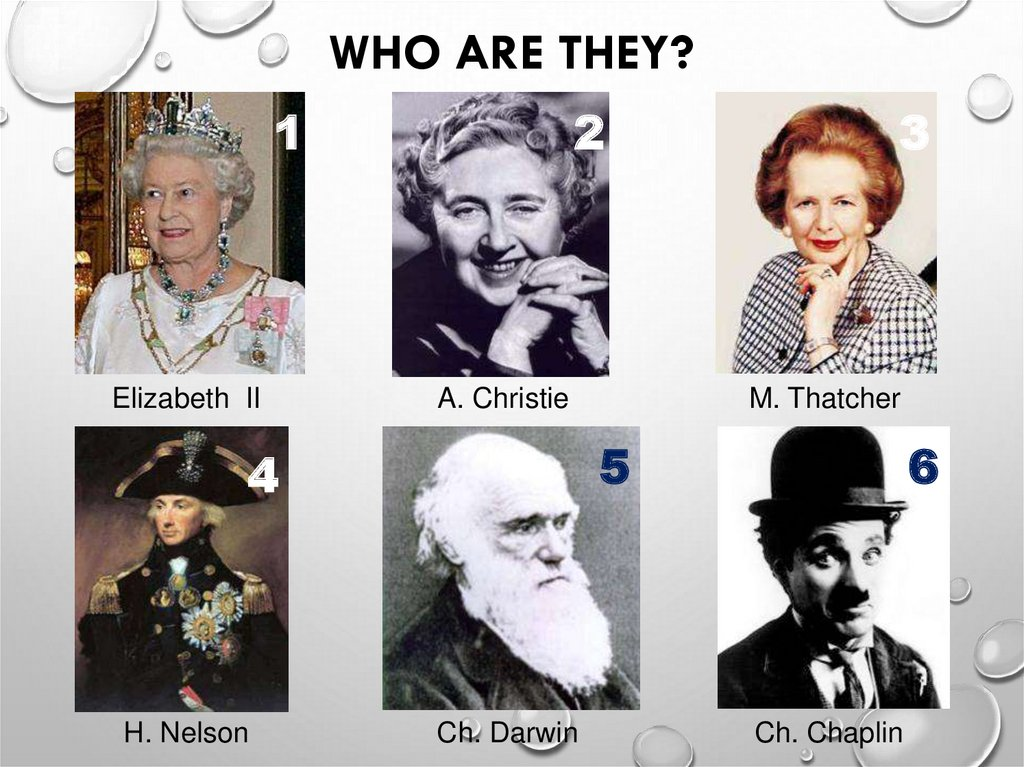 WHO ARE THEY?
1 2 3
Elizabeth II A. Christie M. Thatcher
4 5 6
H. Nelson Ch. Darwin Ch. Chaplin